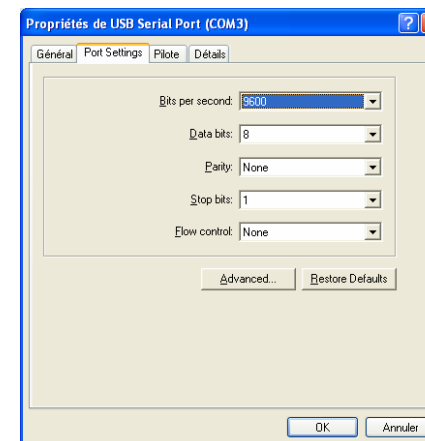 Propriétés de USB Serial Port (COM3)
?
Général Port Settings Pilote Détails
Bits per second: 9600
Data bits: 8
Parity: None
Stop bits: 1
Flow control: None
Advanced... Restore Defaults
OK Annuler